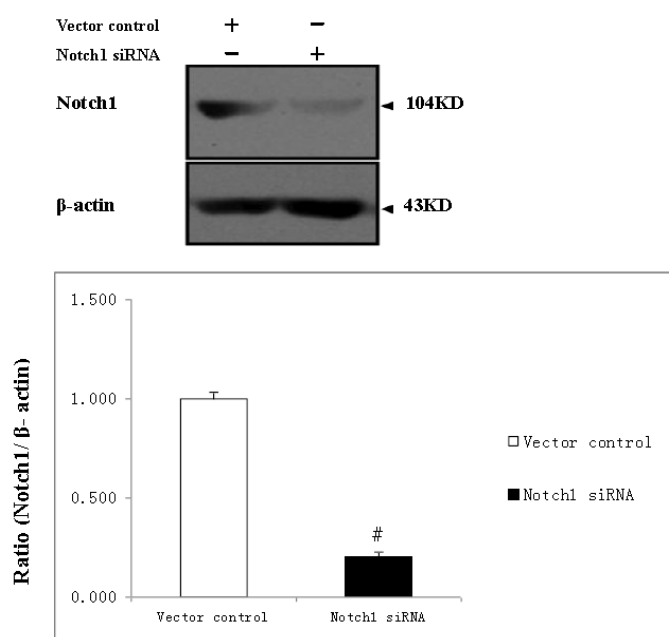 Vector control + −
Notch1 siRNA − +
Notch1 ◄ 104KD
β-actin ◄ 43KD
Ratio (Notch1/ β- actin)
1.500
1.000
0.500
0.000
#
Vector control Notch1 siRNA
Vector control
Notch1 siRNA